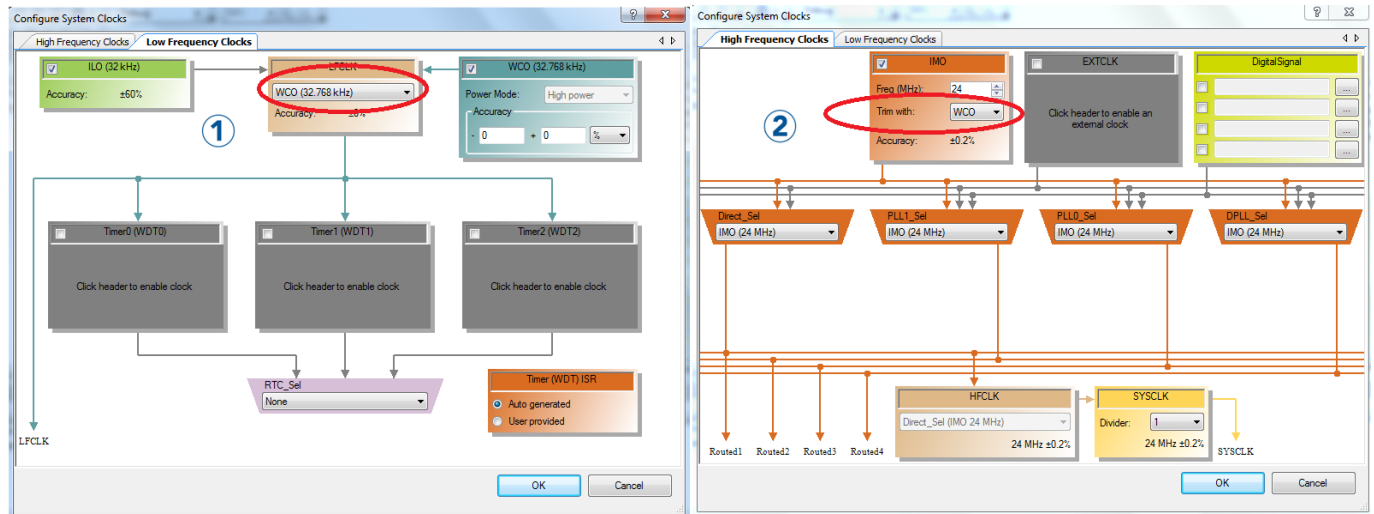 Configure System Clocks
High Frequency Clocks Low Frequency Clocks
ILO (32 kHz)
Accuracy: ±60%
LFCLK
WCO (32.768 kHz)
Accuracy: ±0%
WCO (32.768 kHz)
Power Mode: High power
Accuracy
- 0 + 0 %
1
Timer0 (WDT0)
Click header to enable clock
Timer1 (WDT1)
Click header to enable clock
Timer2 (WDT2)
Click header to enable clock
RTC_Sel
None
Timer (WDT) ISR
Auto generated
User provided
LFCLK
OK Cancel
Configure System Clocks
High Frequency Clocks Low Frequency Clocks
IMO
Freq (MHz): 24
Trim with: WCO
Accuracy: ±0.2%
2
EXTCLK
Click header to enable an
external clock
DigitalSignal
...
...
...
...
Direct_Sel
IMO (24 MHz)
PLL1_Sel
IMO (24 MHz)
PLL0_Sel
IMO (24 MHz)
DPLL_Sel
IMO (24 MHz)
HFCLK
Direct_Sel (IMO 24 MHz)
24 MHz ±0.2%
SYSCLK
Divider: 1
24 MHz ±0.2%
Routed1 Routed2 Routed3 Routed4
SYSCLK
OK Cancel